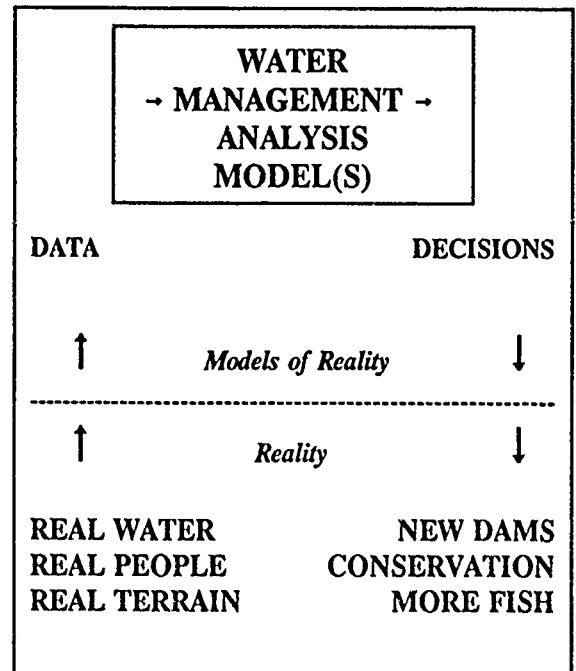 WATER
→ MANAGEMENT →
ANALYSIS
MODEL(S)
DATA DECISIONS
↑ Models of Reality ↓
↑ Reality ↓
REAL WATER NEW DAMS
REAL PEOPLE CONSERVATION
REAL TERRAIN MORE FISH